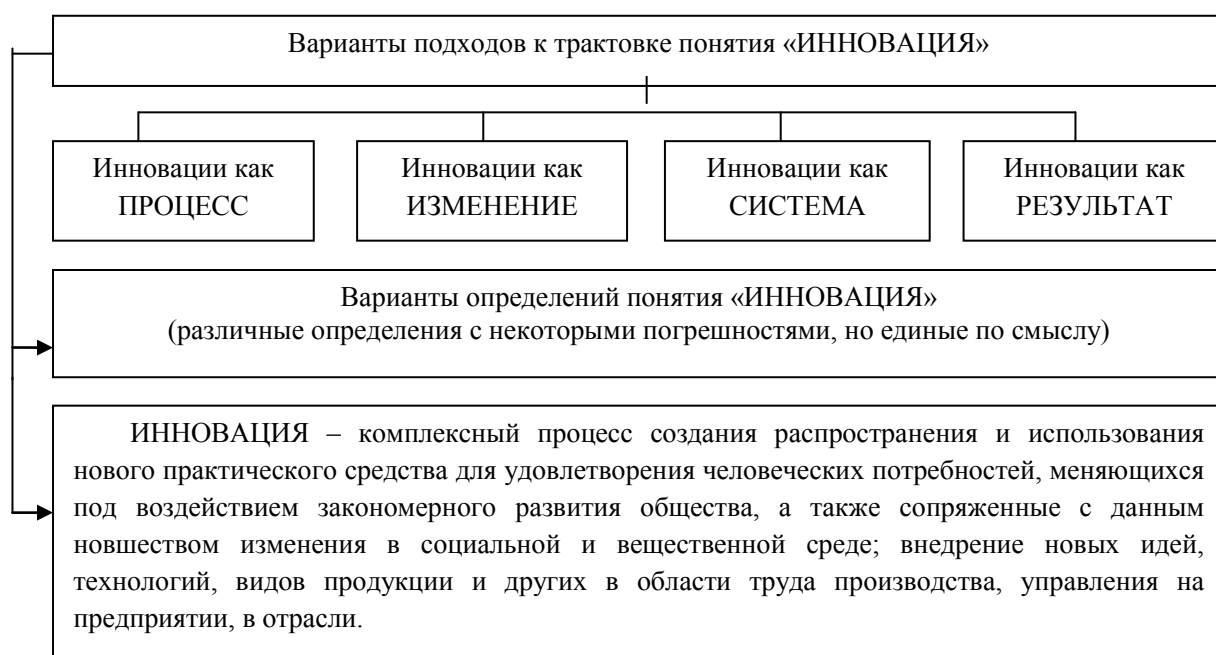 Варианты подходов к трактовке понятия «ИННОВАЦИЯ»
Инновации как
ПРОЦЕСС
Инновации как
ИЗМЕНЕНИЕ
Инновации как
СИСТЕМА
Инновации как
РЕЗУЛЬТАТ
Варианты определений понятия «ИННОВАЦИЯ»
(различные определения с некоторыми погрешностями, но единые по смыслу)
ИННОВАЦИЯ – комплексный процесс создания распространения и использования
нового практического средства для удовлетворения человеческих потребностей, меняющихся
под воздействием закономерного развития общества, а также сопряженные с данным
новшеством изменения в социальной и вещественной среде; внедрение новых идей,
технологий, видов продукции и других в области труда производства, управления на
предприятии, в отрасли.